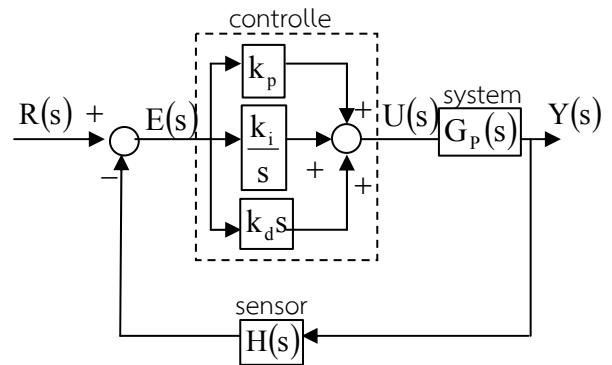 controlle
k_p
R(s) + E(s) k_i/s + + + U(s) system G_P(s) Y(s)
−
k_d s
sensor
H(s)